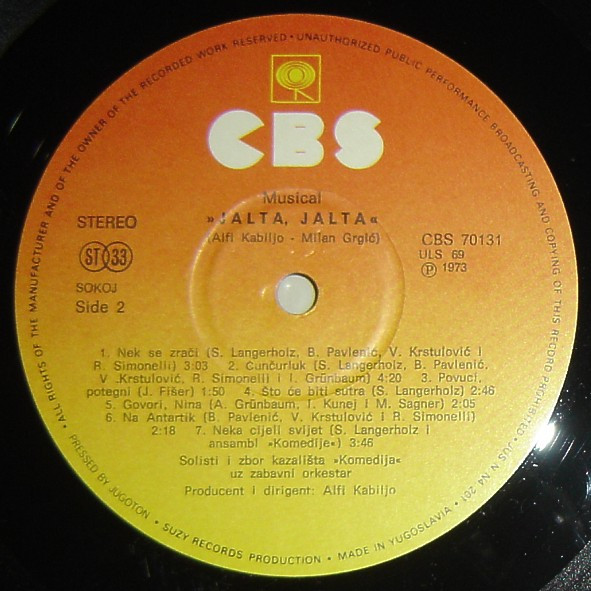 • ALL RIGHTS OF THE MANUFACTURER AND OF THE OWNER OF THE RECORDED WORK RESERVED • UNAUTHORIZED PUBLIC PERFORMANCE BROADCASTING AND COPYING OF THIS RECORD PROHIBITED •
CBS
Musical
»JALTA, JALTA«
(Alfi Kabiljo - Milan Grgić)
STEREO
ST 33
SOKOJ
Side 2
CBS 70131
ULS 69
Ⓟ 1973
1. Nek se zrači (S. Langerholz, B. Pavlenić, V. Krstulović i
R. Simonelli) 3:03 2. Cunčurluk (S. Langerholz, B. Pavlenić.
V .Krstulović, R. Simonelli i I. Grünbaum) 4:20 3. Povuci,
potegni (J. Fišer) 1:50 4. Što će biti sutra (S. Langerholz) 2:46
5. Govori, Nina (A. Grünbaum, I. Kunej i M. Sagner) 2:05
6. Na Antartik (B. Pavlenić, V. Krstulović i R. Simonelli)
2:18 7. Neka cijeli svijet (S. Langerholz i
ansambl »Komedije«) 3:46
Solisti i zbor kazališta »Komedija«
uz zabavni orkestar
Producent i dirigent: Alfi Kabiljo
PRESSED BY JUGOTON • SUZY RECORDS PRODUCTION • MADE IN YUGOSLAVIA •